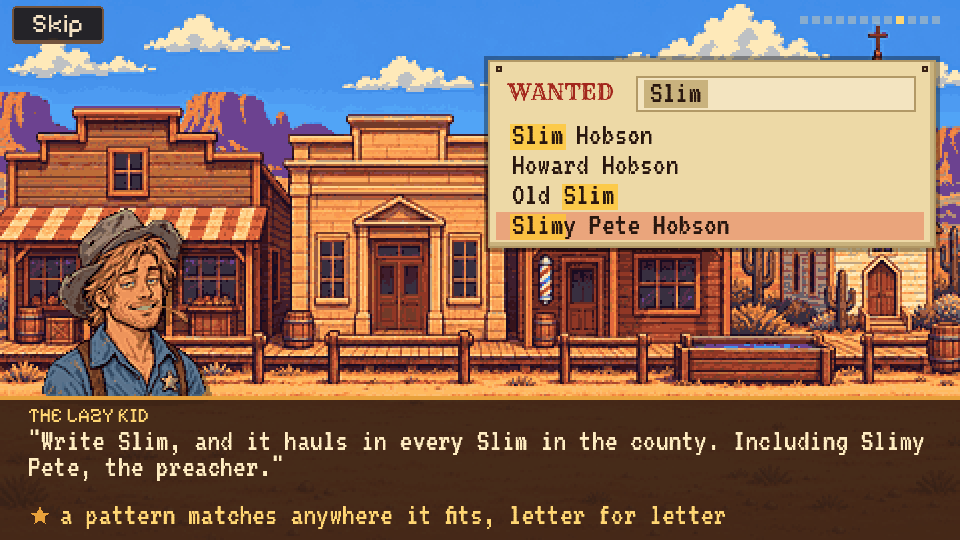 Skip
WANTED
Slim
Slim Hobson
Howard Hobson
Old Slim
Slimy Pete Hobson
THE LAZY KID
"Write Slim, and it hauls in every Slim in the county. Including Slimy
Pete, the preacher."
a pattern matches anywhere it fits, letter for letter